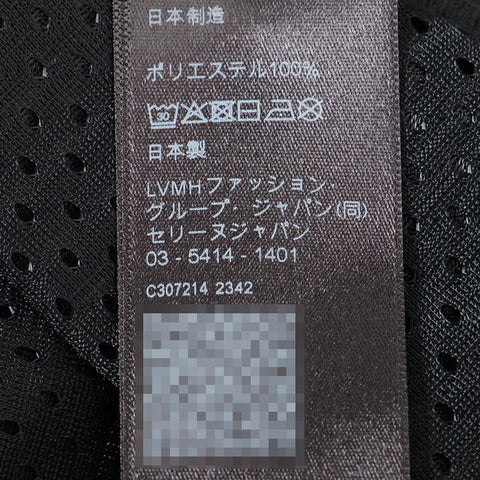 日本制造
ポリエステル100%
30
日本製
LVMHファッション・
グループ・ジャパン(同)
セリーヌジャパン
03 - 5414 - 1401
C307214 2342